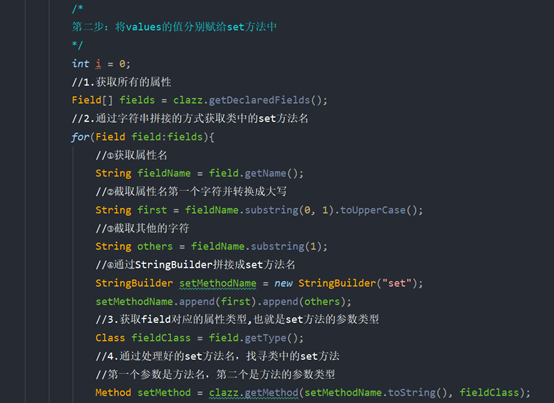 /*
第二步：将values的值分别赋给set方法中
*/
int i = 0;
//1.获取所有的属性
Field[] fields = clazz.getDeclaredFields();
//2.通过字符串拼接的方式获取类中的set方法名
for(Field field:fields){
//①获取属性名
String fieldName = field.getName();
//②截取属性名第一个字符并转换成大写
String first = fieldName.substring(0, 1).toUpperCase();
//③截取其他的字符
String others = fieldName.substring(1);
//④通过StringBuilder拼接成set方法名
StringBuilder setMethodName = new StringBuilder("set");
setMethodName.append(first).append(others);
//3.获取field对应的属性类型,也就是set方法的参数类型
Class fieldClass = field.getType();
//4.通过处理好的set方法名，找寻类中的set方法
//第一个参数是方法名，第二个是方法的参数类型
Method setMethod = clazz.getMethod(setMethodName.toString(), fieldClass);